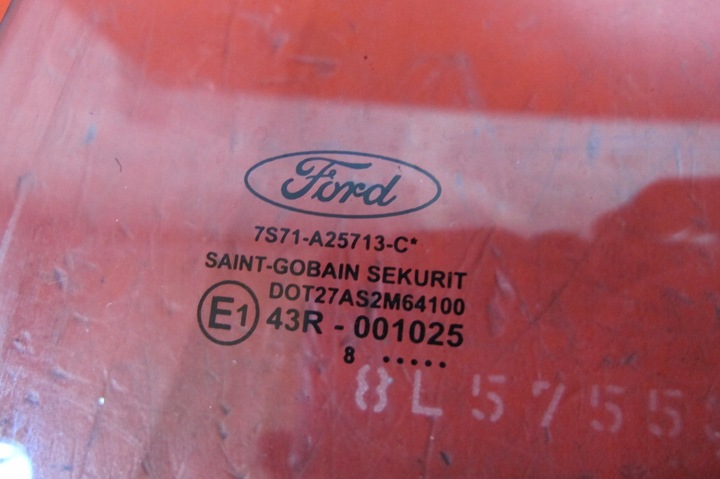 Ford
7S71-A25713-C*
SAINT-GOBAIN SEKURIT
DOT27AS2M64100
E1 43R - 001025
8 .....
8L5755